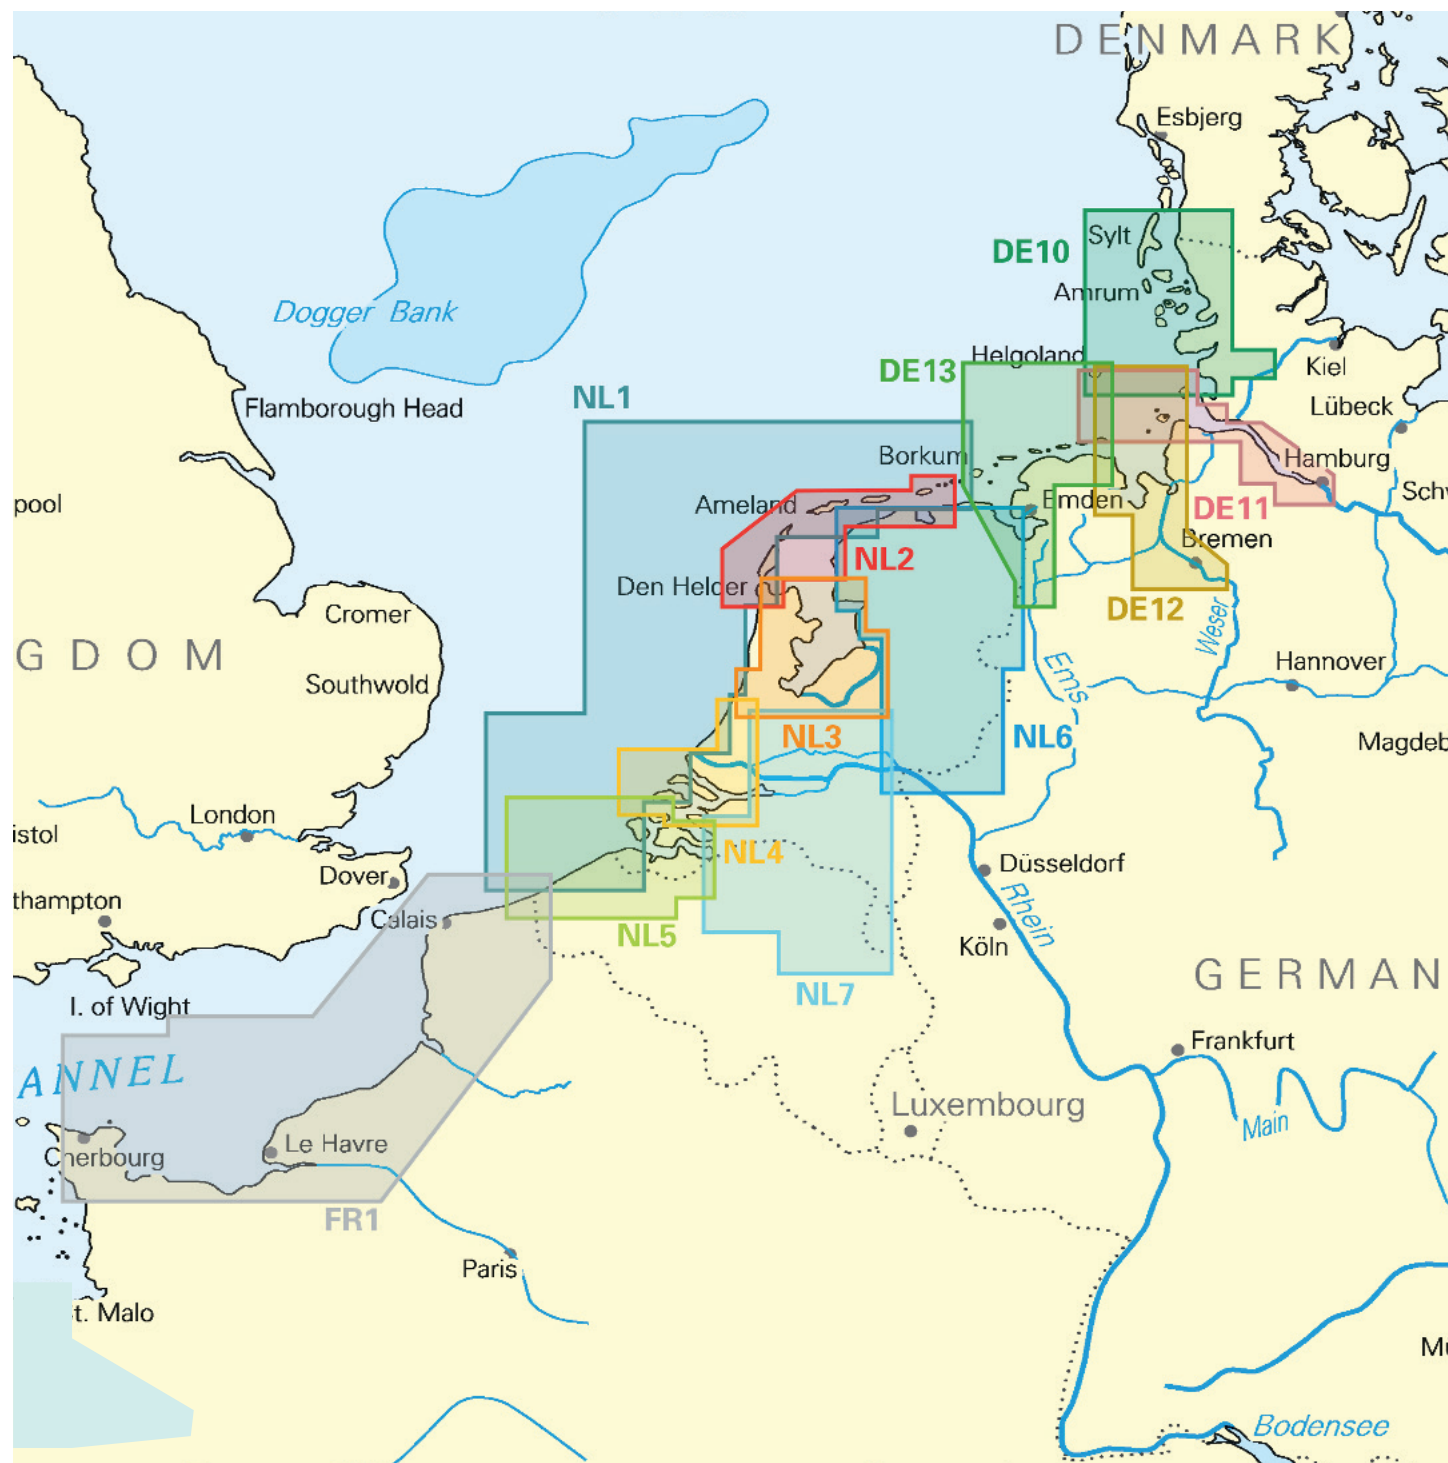 DENMARK
Esbjerg
Sylt
DE10
Amrum
Dogger Bank
Helgoland
DE13
Kiel
NL1
Flamborough Head
Lübeck
Borkum
Hamburg
pool
Ameland
Emden
DE11
Schw
Bremen
NL2
Den Helder
Cromer
DE12
Weser
GDOM
Southwold
Ems
Hannover
NL3
NL6
Magdeb
London
istol
NL4
Düsseldorf
Dover
thampton
Calais
Rhein
NL5
Köln
GERMAN
NL7
I. of Wight
Frankfurt
ANNEL
Luxembourg
Main
Le Havre
Cherbourg
FR1
Paris
t. Malo
Mü
Bodensee